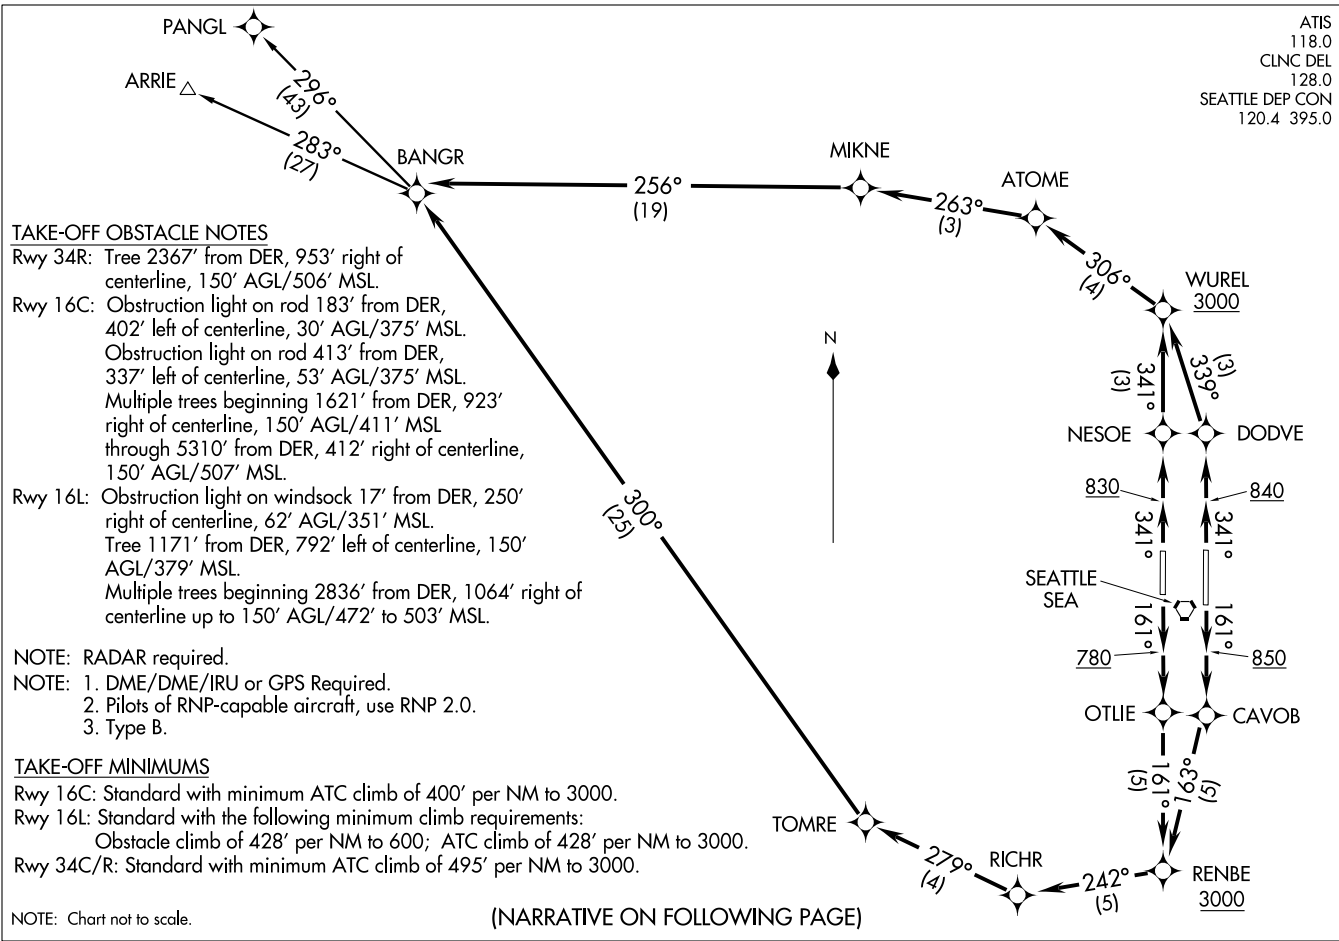 ATIS
118.0
CLNC DEL
128.0
SEATTLE DEP CON
120.4 395.0
PANGL
ARRIE
296°
(43)
283°
(27)
BANGR
256°
(19)
MIKNE
263°
(3)
ATOME
306°
(4)
WUREL
3000
N
341°
(3)
339°
(3)
NESOE
DODVE
830
840
341°
341°
SEATTLE
SEA
161°
161°
780
850
OTLIE
CAVOB
161°
(5)
163°
(5)
RENBE
3000
242°
(5)
RICHR
279°
(4)
TOMRE
300°
(25)
TAKE-OFF OBSTACLE NOTES
Rwy 34R: Tree 2367' from DER, 953' right of
centerline, 150' AGL/506' MSL.
Rwy 16C: Obstruction light on rod 183' from DER,
402' left of centerline, 30' AGL/375' MSL.
Obstruction light on rod 413' from DER,
337' left of centerline, 53' AGL/375' MSL.
Multiple trees beginning 1621' from DER, 923'
right of centerline, 150' AGL/411' MSL
through 5310' from DER, 412' right of centerline,
150' AGL/507' MSL.
Rwy 16L: Obstruction light on windsock 17' from DER, 250'
right of centerline, 62' AGL/351' MSL.
Tree 1171' from DER, 792' left of centerline, 150'
AGL/379' MSL.
Multiple trees beginning 2836' from DER, 1064' right of
centerline up to 150' AGL/472' to 503' MSL.
NOTE: RADAR required.
NOTE: 1. DME/DME/IRU or GPS Required.
2. Pilots of RNP-capable aircraft, use RNP 2.0.
3. Type B.
TAKE-OFF MINIMUMS
Rwy 16C: Standard with minimum ATC climb of 400' per NM to 3000.
Rwy 16L: Standard with the following minimum climb requirements:
Obstacle climb of 428' per NM to 600; ATC climb of 428' per NM to 3000.
Rwy 34C/R: Standard with minimum ATC climb of 495' per NM to 3000.
NOTE: Chart not to scale.
(NARRATIVE ON FOLLOWING PAGE)